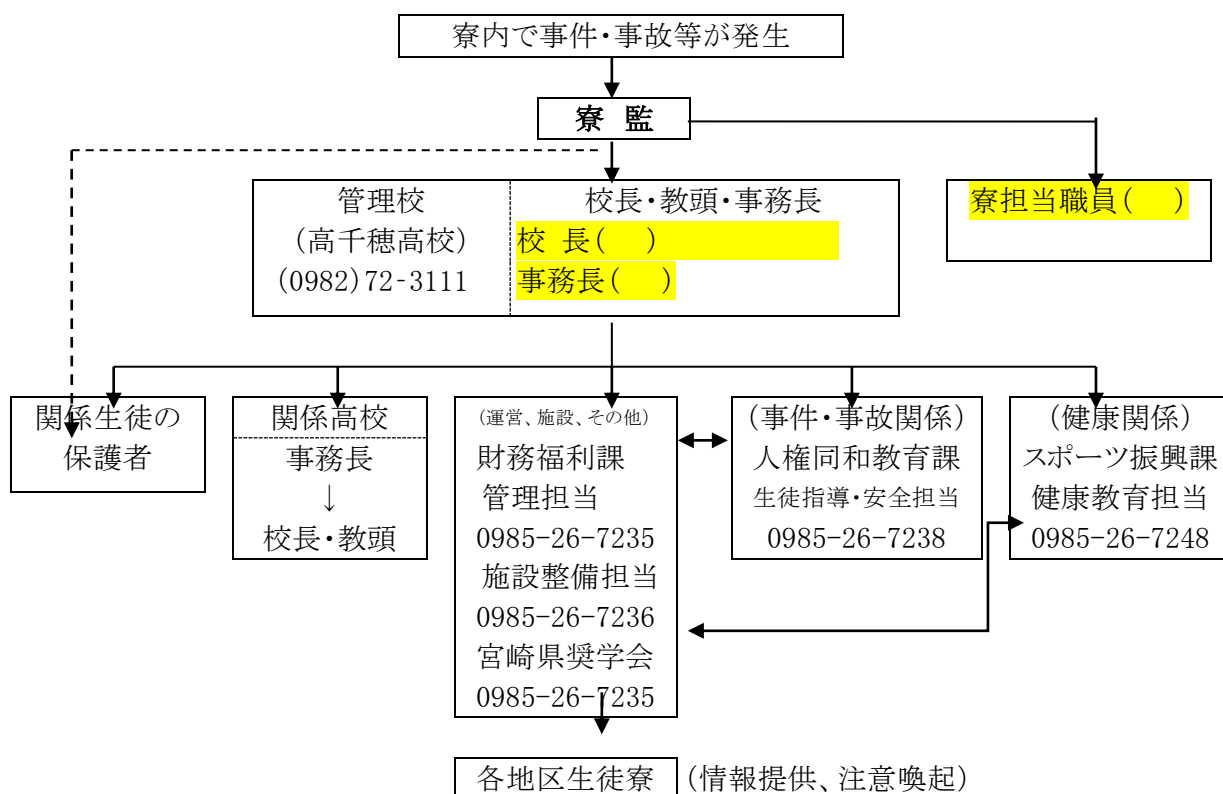 寮内で事件・事故等が発生
寮 監
管理校
(高千穂高校)
(0982)72-3111
校長・教頭・事務長
校 長(　)
事務長(　)
寮担当職員(　)
関係生徒の
保護者
関係高校
事務長
↓
校長・教頭
(運営、施設、その他)
財務福利課
管理担当
0985-26-7235
施設整備担当
0985-26-7236
宮崎県奨学会
0985-26-7235
(事件・事故関係)
人権同和教育課
生徒指導・安全担当
0985-26-7238
(健康関係)
スポーツ振興課
健康教育担当
0985-26-7248
各地区生徒寮 (情報提供、注意喚起)